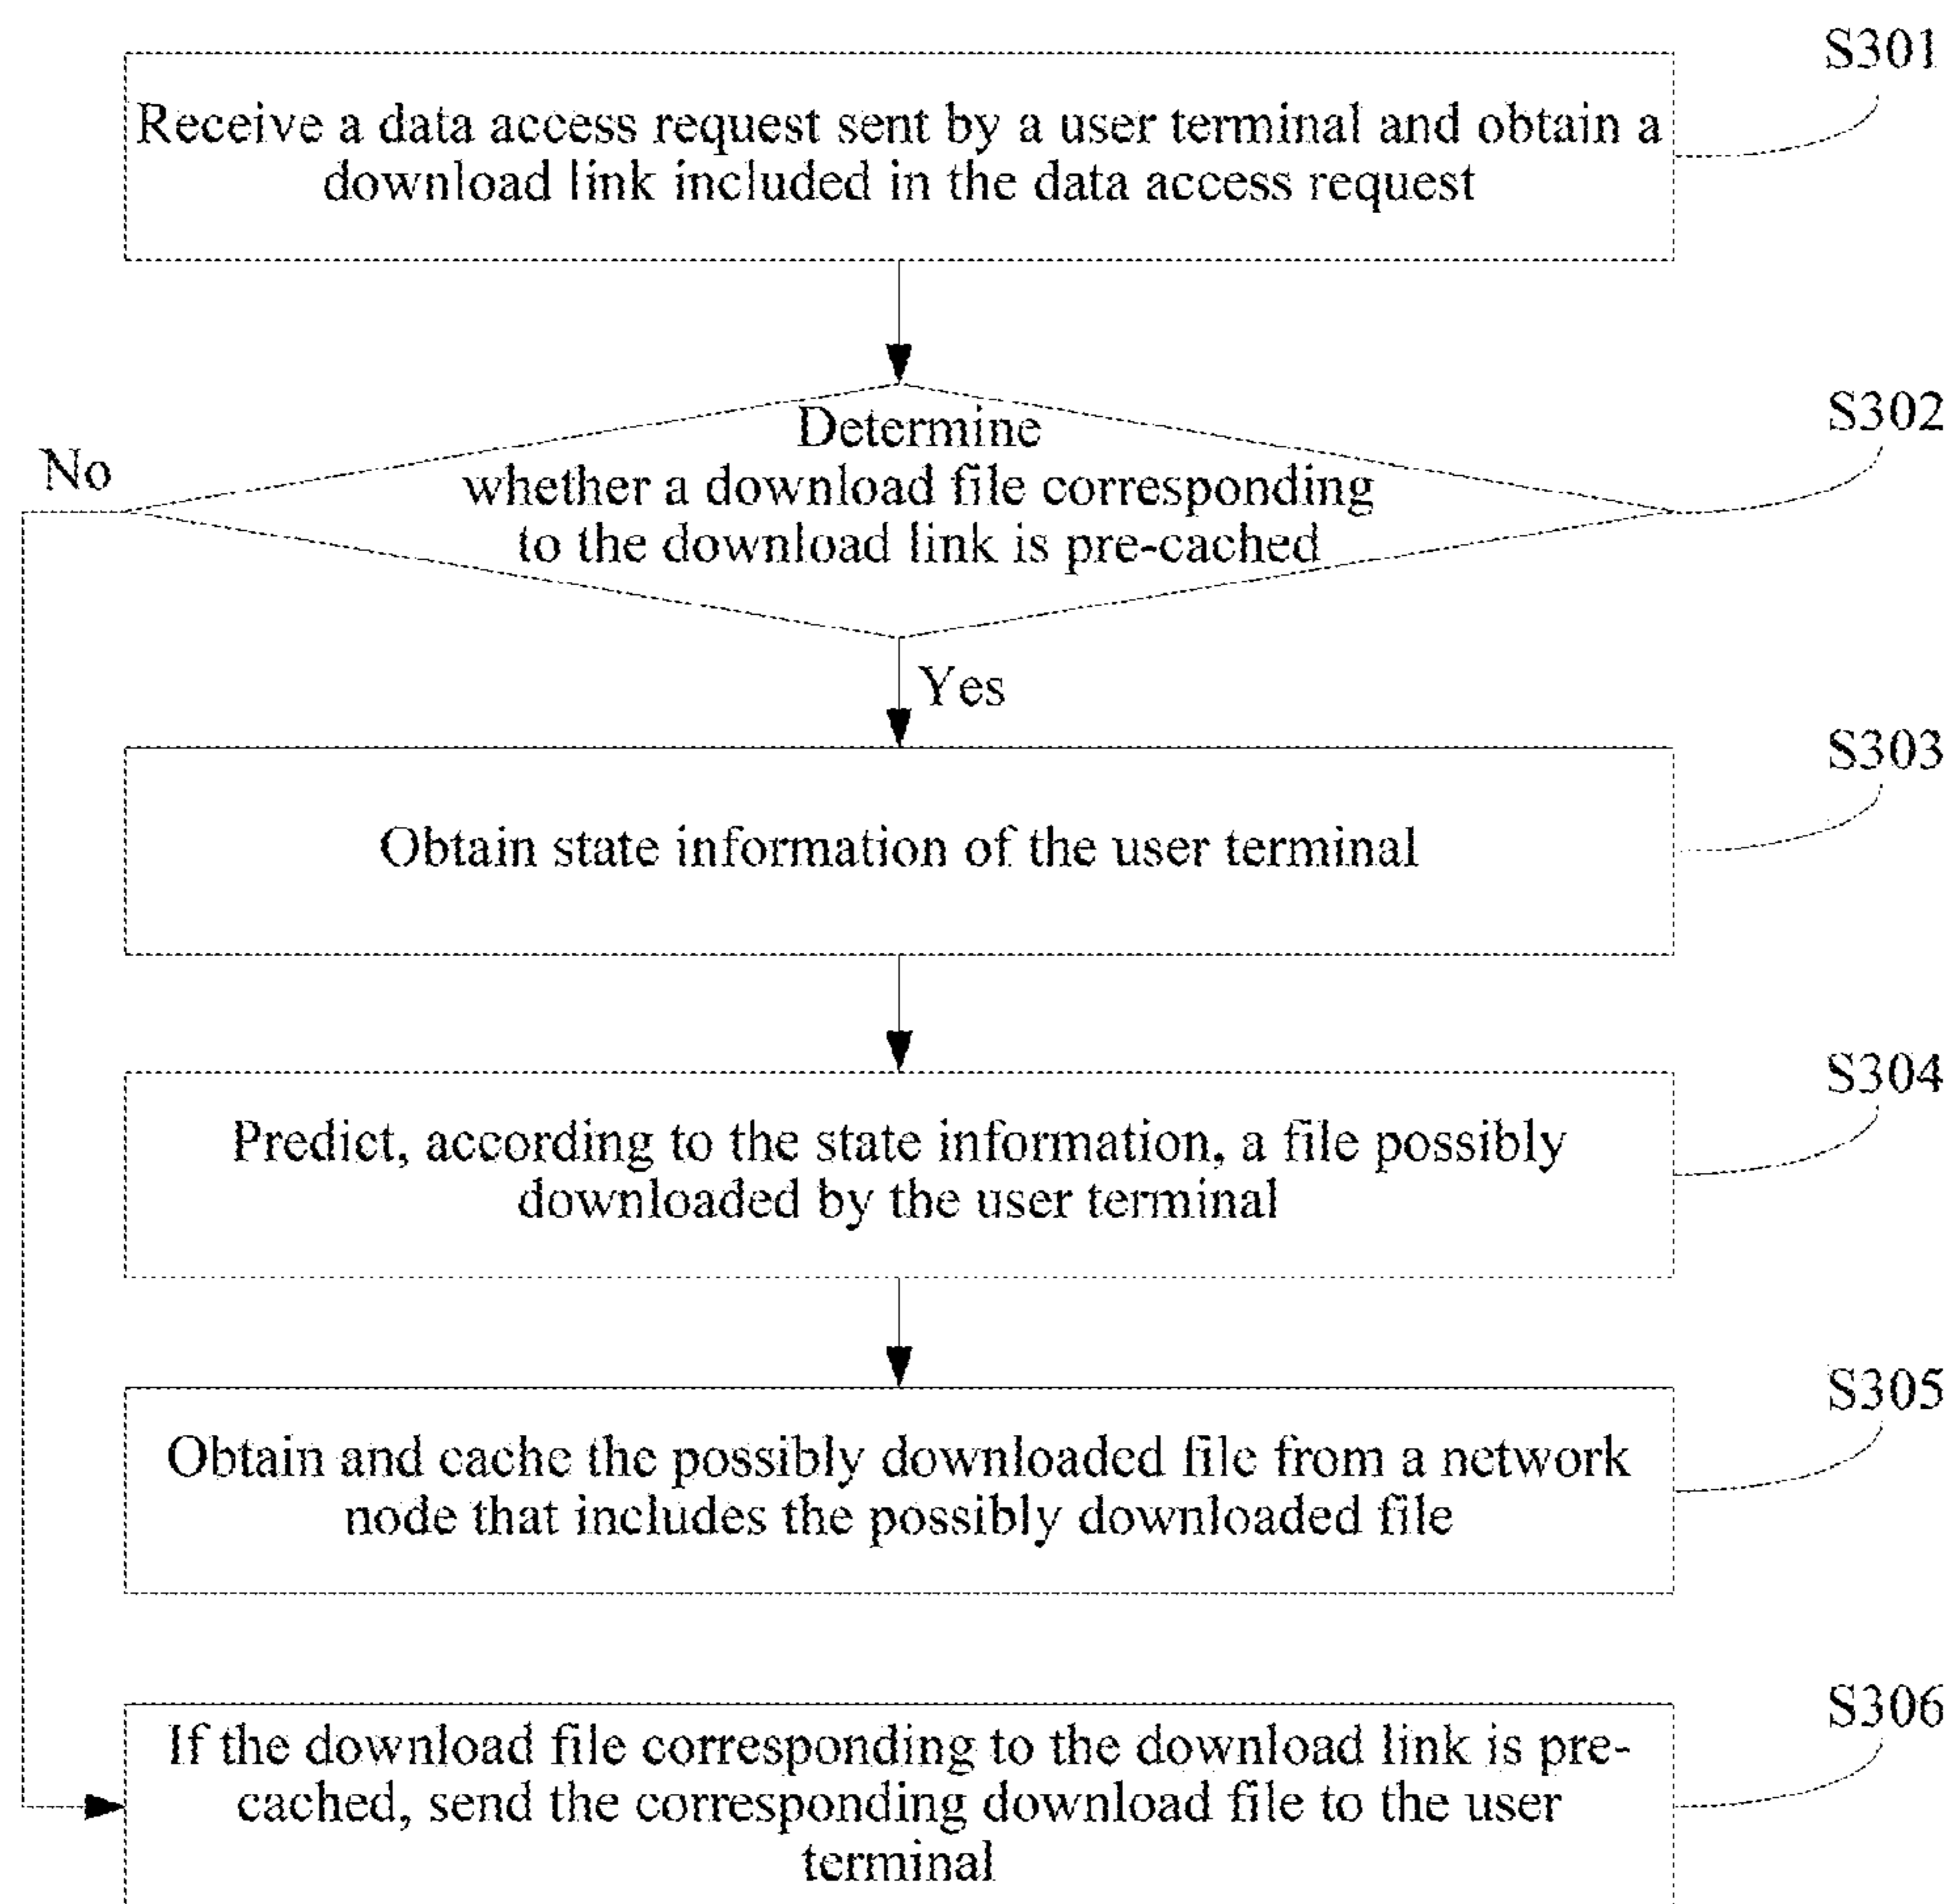 S301
Receive a data access request sent by a user terminal and obtain a
download link included in the data access request
S302
Determine
whether a download file corresponding
to the download link is pre-cached
No
Yes
S303
Obtain state information of the user terminal
S304
Predict, according to the state information, a file possibly
downloaded by the user terminal
S305
Obtain and cache the possibly downloaded file from a network
node that includes the possibly downloaded file
S306
If the download file corresponding to the download link is pre-
cached, send the corresponding download file to the user
terminal